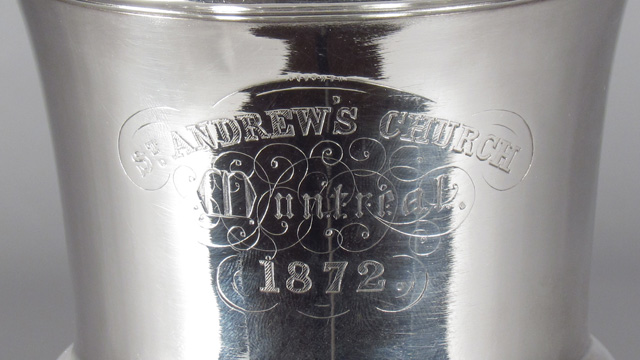 St. ANDREW'S CHURCH
Montreal.
1872.